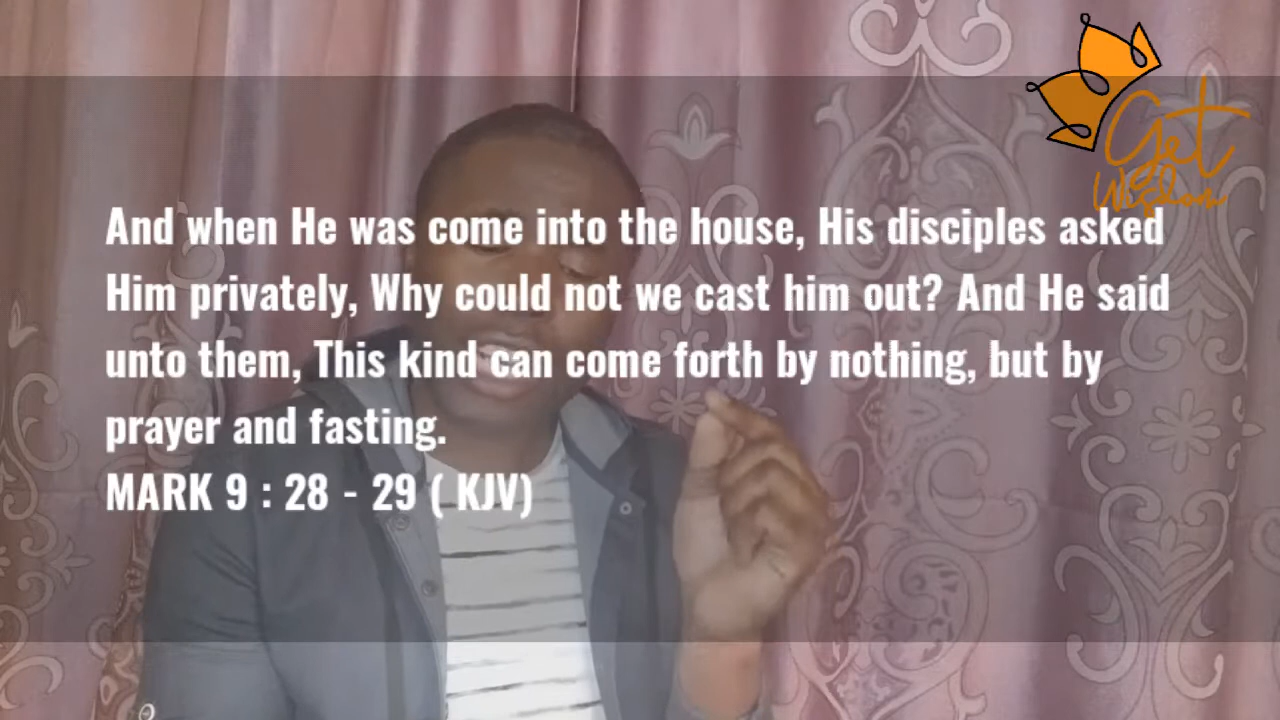 Get
Wisdom
And when He was come into the house, His disciples asked
Him privately, Why could not we cast him out? And He said
unto them, This kind can come forth by nothing, but by
prayer and fasting.
MARK 9 : 28 - 29 ( KJV)